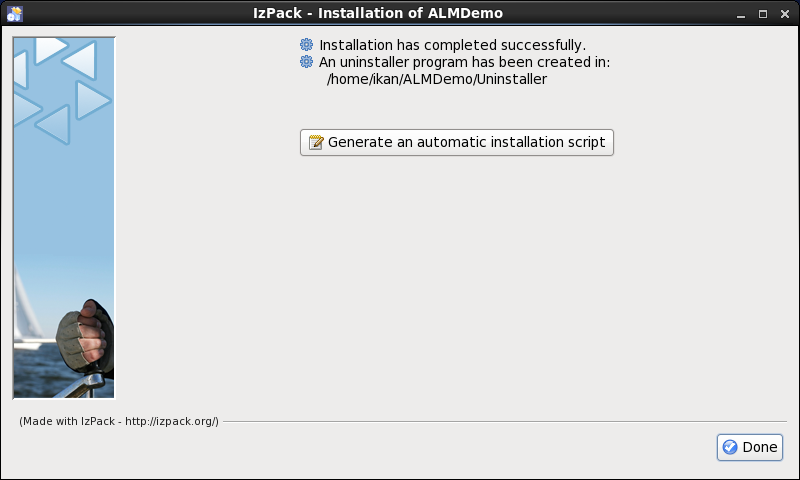 IzPack - Installation of ALMDemo
Installation has completed successfully.
An uninstaller program has been created in:
/home/ikan/ALMDemo/Uninstaller
Generate an automatic installation script
(Made with IzPack - http://izpack.org/)
Done